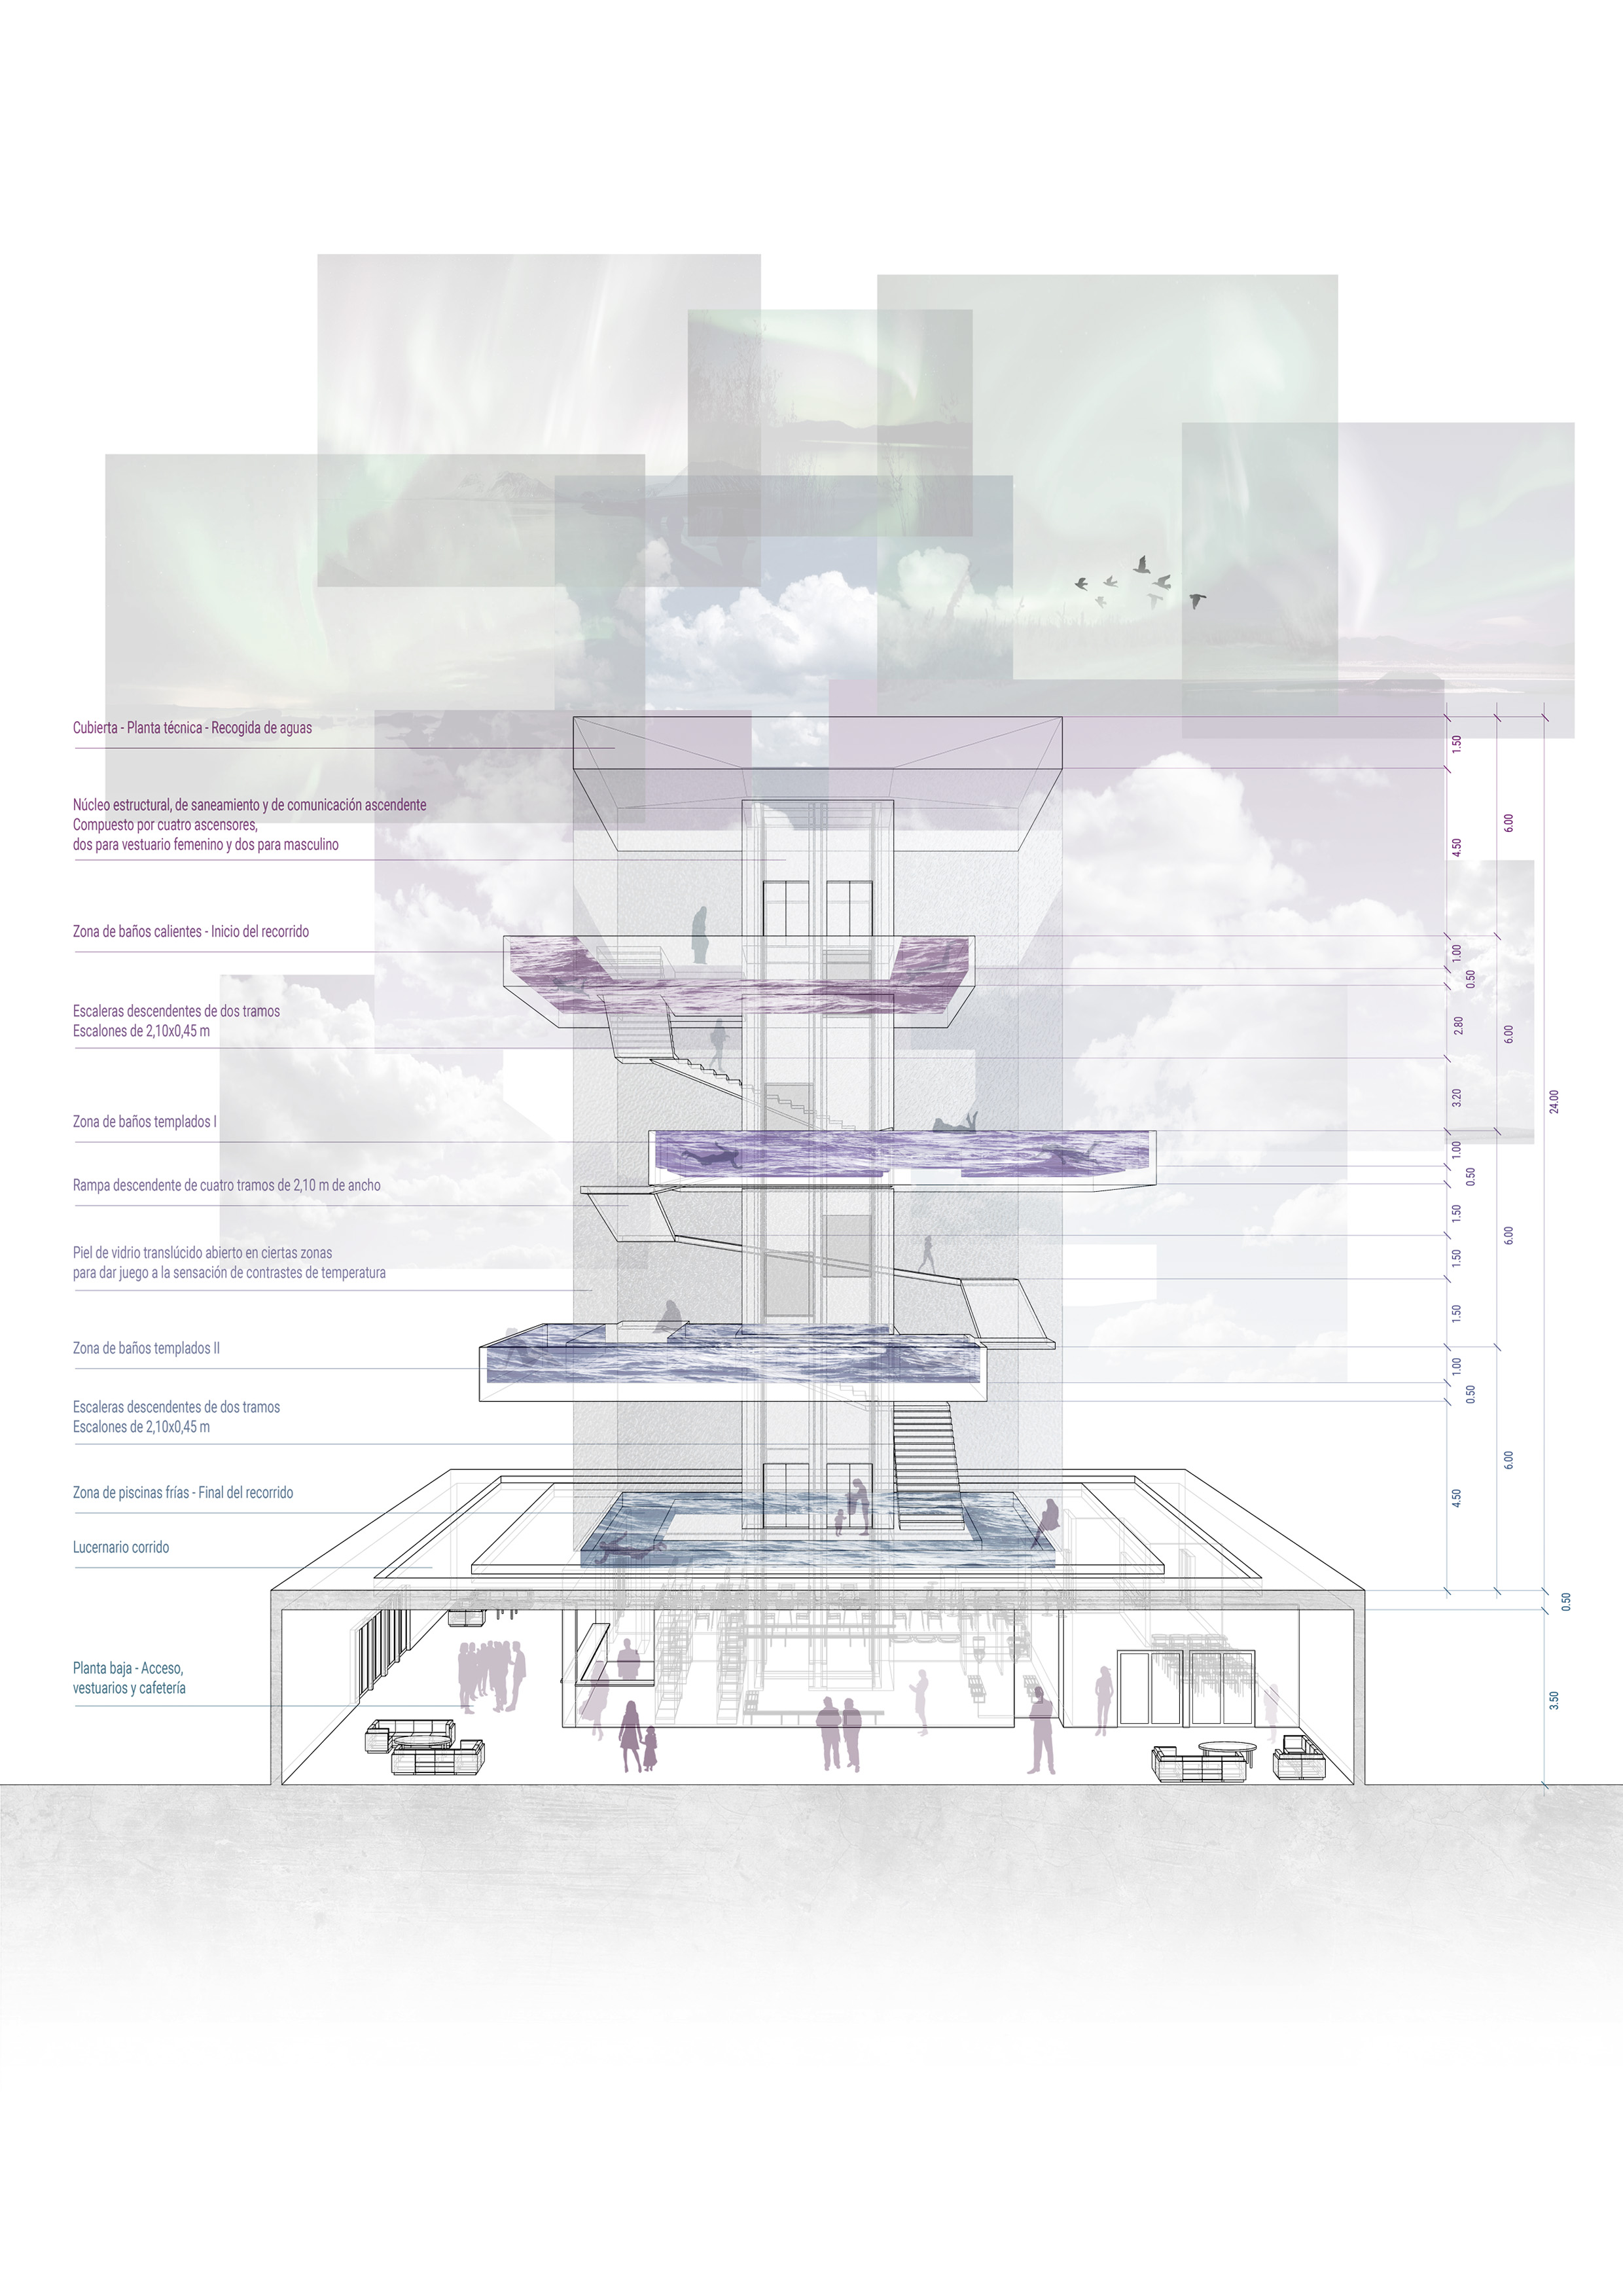 Cubierta - Planta técnica - Recogida de aguas
Núcleo estructural, de saneamiento y de comunicación ascendente
Compuesto por cuatro ascensores,
dos para vestuario femenino y dos para masculino
Zona de baños calientes - Inicio del recorrido
Escaleras descendentes de dos tramos
Escalones de 2,10x0,45 m
Zona de baños templados I
Rampa descendente de cuatro tramos de 2,10 m de ancho
Piel de vidrio translúcido abierto en ciertas zonas
para dar juego a la sensación de contrastes de temperatura
Zona de baños templados II
Escaleras descendentes de dos tramos
Escalones de 2,10x0,45 m
Zona de piscinas frías - Final del recorrido
Lucernario corrido
Planta baja - Acceso,
vestuarios y cafetería
1.50
4.50
1.00
0.50
2.80
3.20
1.00
0.50
1.50
1.50
1.50
1.00
0.50
4.50
6.00
6.00
6.00
6.00
24.00
0.50
3.50